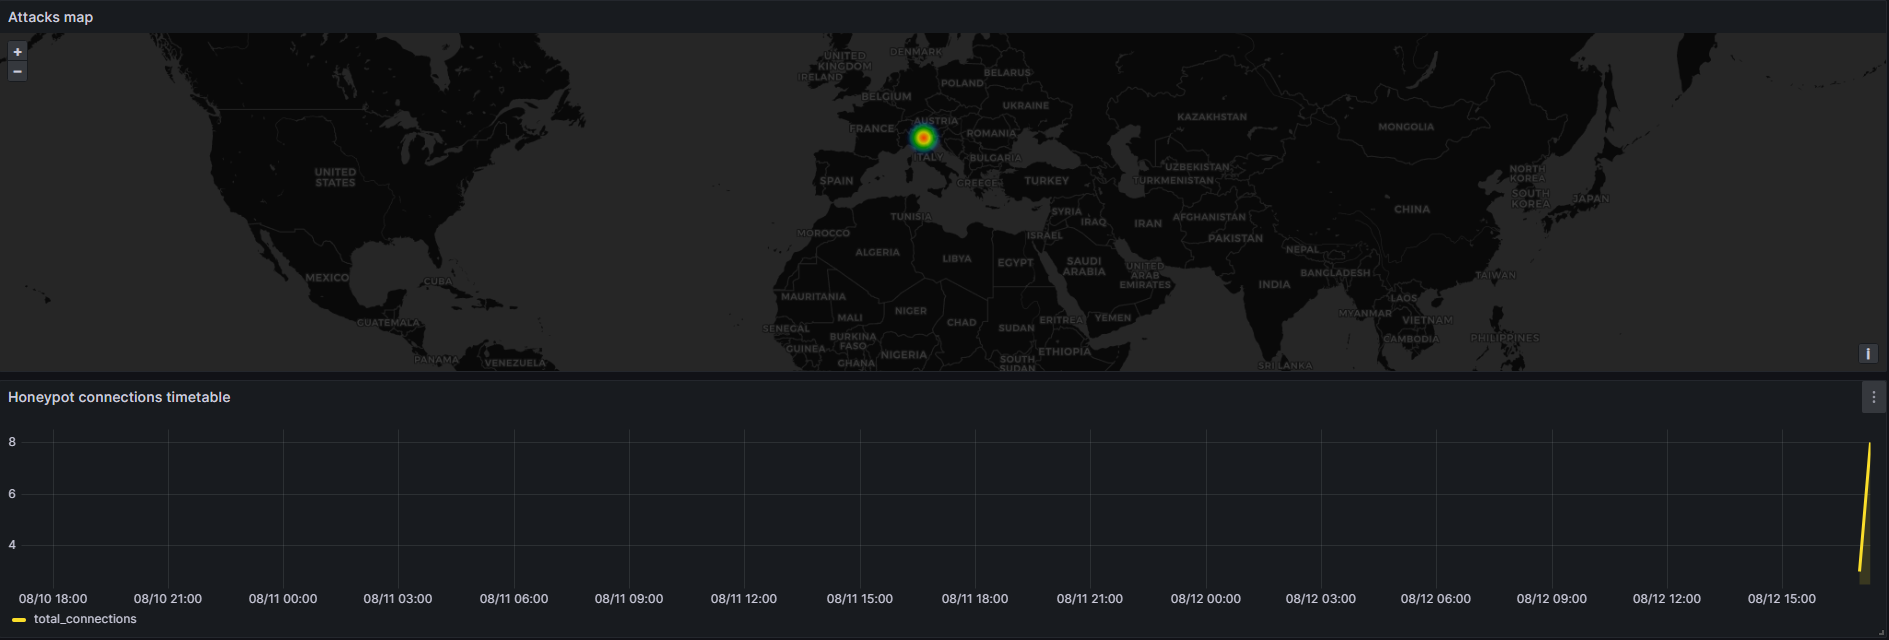 Attacks map
+
−
UNITED
KINGDOM
IRELAND
DENMARK
BELARUS
POLAND
BELGIUM
UKRAINE
AUSTRIA
FRANCE
ROMANIA
ITALY
BULGARIA
SPAIN
GREECE
TURKEY
KAZAKHSTAN
MONGOLIA
UZBEKISTAN
TURKMENISTAN
NORTH
KOREA
SOUTH
KOREA
JAPAN
CHINA
UNITED
STATES
TUNISIA
SYRIA
IRAQ
IRAN
AFGHANISTAN
MOROCCO
ISRAEL
PAKISTAN
ALGERIA
LIBYA
EGYPT
SAUDI
ARABIA
UNITED
ARAB
EMIRATES
NEPAL
BANGLADESH
TAIWAN
INDIA
MEXICO
CUBA
MAURITANIA
LAOS
MALI
NIGER
CHAD
SUDAN
ERITREA
YEMEN
MYANMAR
VIETNAM
GUATEMALA
SENEGAL
BURKINA
FASO
CAMBODIA
PHILIPPINES
GUINEA
NIGERIA
ETHIOPIA
PANAMA
VENEZUELA
GHANA
SOUTH
SUDAN
SRI LANKA
i
Honeypot connections timetable
8
6
4
08/10 18:00 08/10 21:00 08/11 00:00 08/11 03:00 08/11 06:00 08/11 09:00 08/11 12:00 08/11 15:00 08/11 18:00 08/11 21:00 08/12 00:00 08/12 03:00 08/12 06:00 08/12 09:00 08/12 12:00 08/12 15:00
total_connections